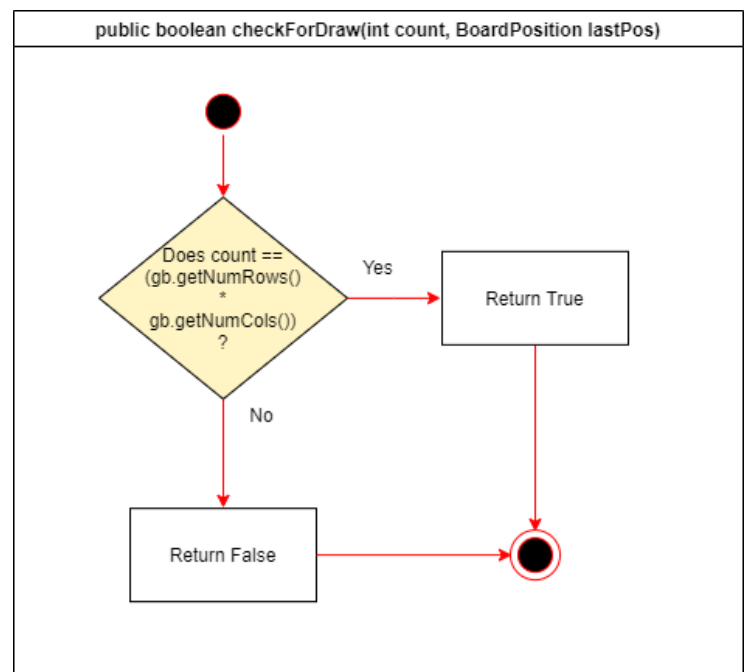 public boolean checkForDraw(int count, BoardPosition lastPos)
Does count ==
(gb.getNumRows()
*
gb.getNumCols())
?
Yes
Return True
No
Return False